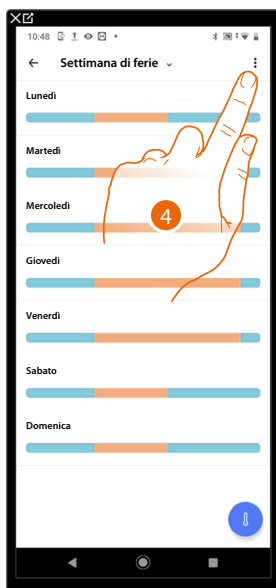 10:48
Settimana di ferie
Lunedì
Martedì
Mercoledì
4
Giovedì
Venerdì
Sabato
Domenica